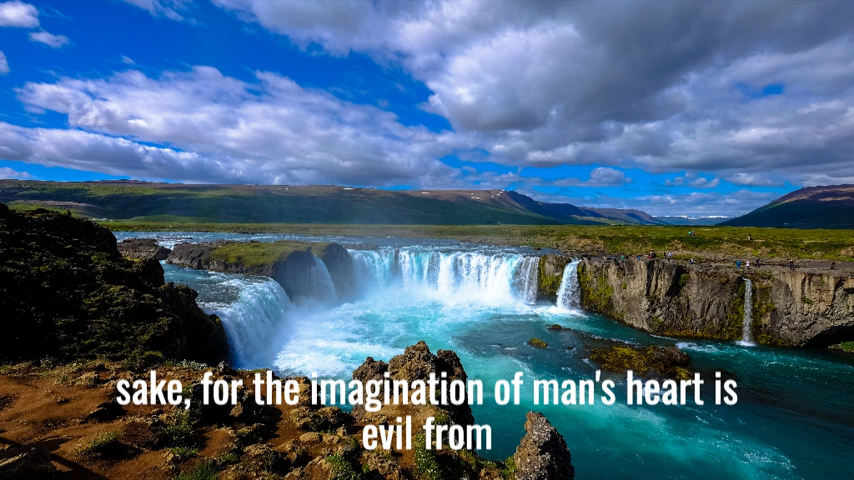 sake, for the imagination of man's heart is
evil from